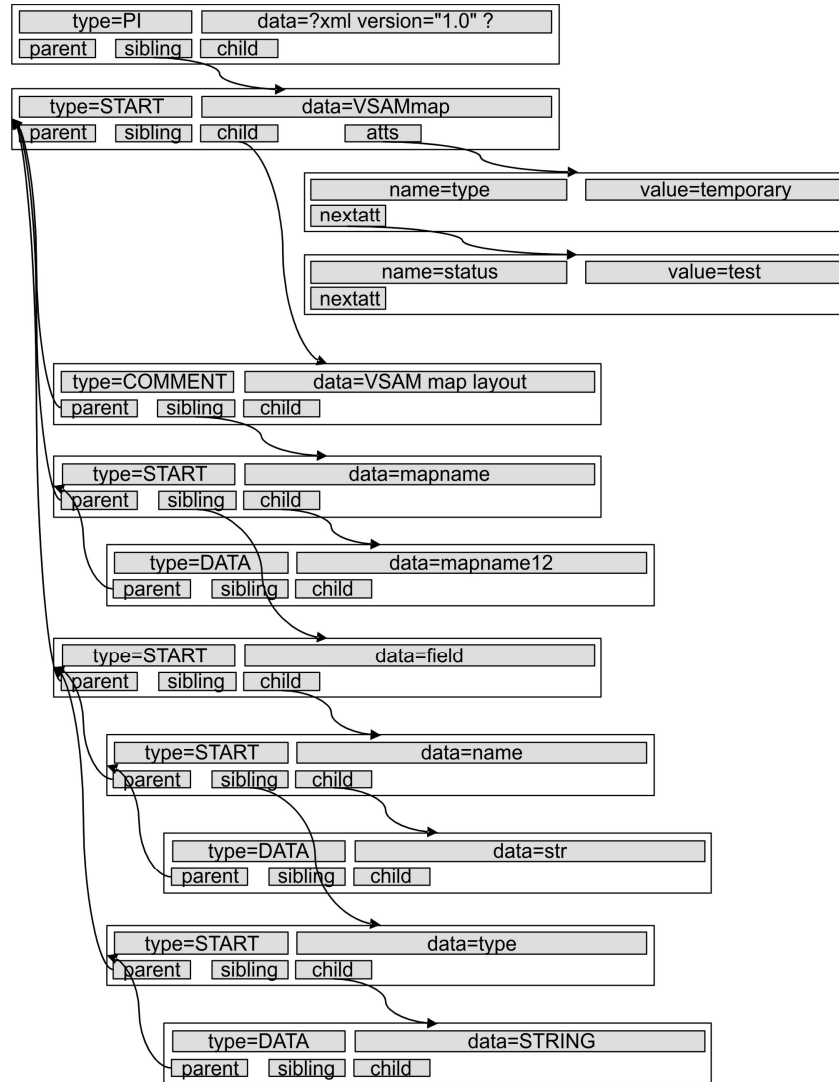 type=PI data=?xml version="1.0" ?
parent sibling child
type=START data=VSAMmap
parent sibling child atts
name=type value=temporary
nextatt
name=status value=test
nextatt
type=COMMENT data=VSAM map layout
parent sibling child
type=START data=mapname
parent sibling child
type=DATA data=mapname12
parent sibling child
type=START data=field
parent sibling child
type=START data=name
parent sibling child
type=DATA data=str
parent sibling child
type=START data=type
parent sibling child
type=DATA data=STRING
parent sibling child